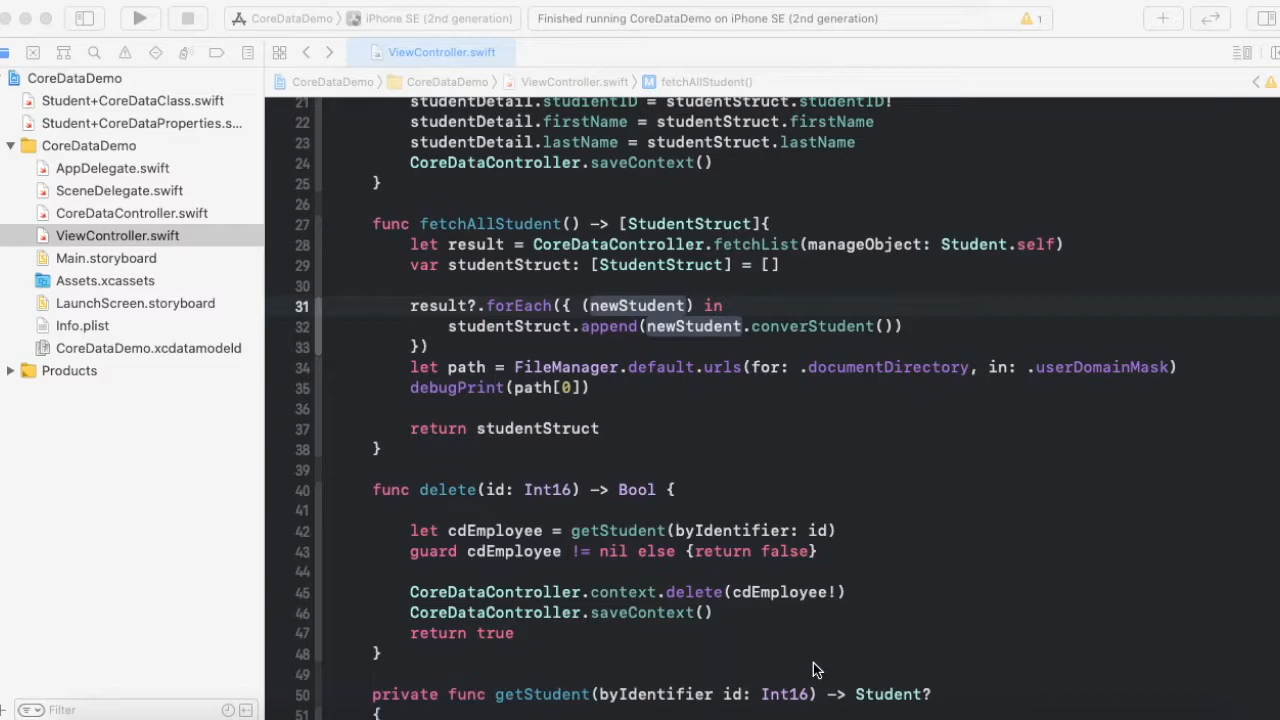 CoreDataDemo
iPhone SE (2nd generation)
Finished running CoreDataDemo on iPhone SE (2nd generation)
1
ViewController.swift
CoreDataDemo
CoreDataDemo
ViewController.swift
M
fetchAllStudent()
CoreDataDemo
Student+CoreDataClass.swift
Student+CoreDataProperties.s...
CoreDataDemo
AppDelegate.swift
SceneDelegate.swift
CoreDataController.swift
ViewController.swift
Main.storyboard
Assets.xcassets
LaunchScreen.storyboard
Info.plist
CoreDataDemo.xcdatamodeld
Products
Filter
21 studentDetail.studientID = studentStruct.studentID!
22 studentDetail.firstName = studentStruct.firstName
23 studentDetail.lastName = studentStruct.lastName
24 CoreDataController.saveContext()
25 }
26
27 func fetchAllStudent() -> [StudentStruct]{
28 let result = CoreDataController.fetchList(manageObject: Student.self)
29 var studentStruct: [StudentStruct] = []
30
31 result?.forEach({ (newStudent) in
32 studentStruct.append(newStudent.converStudent())
33 })
34 let path = FileManager.default.urls(for: .documentDirectory, in: .userDomainMask)
35 debugPrint(path[0])
36
37 return studentStruct
38 }
39
40 func delete(id: Int16) -> Bool {
41
42 let cdEmployee = getStudent(byIdentifier: id)
43 guard cdEmployee != nil else {return false}
44
45 CoreDataController.context.delete(cdEmployee!)
46 CoreDataController.saveContext()
47 return true
48 }
49
50 private func getStudent(byIdentifier id: Int16) -> Student?
51 {